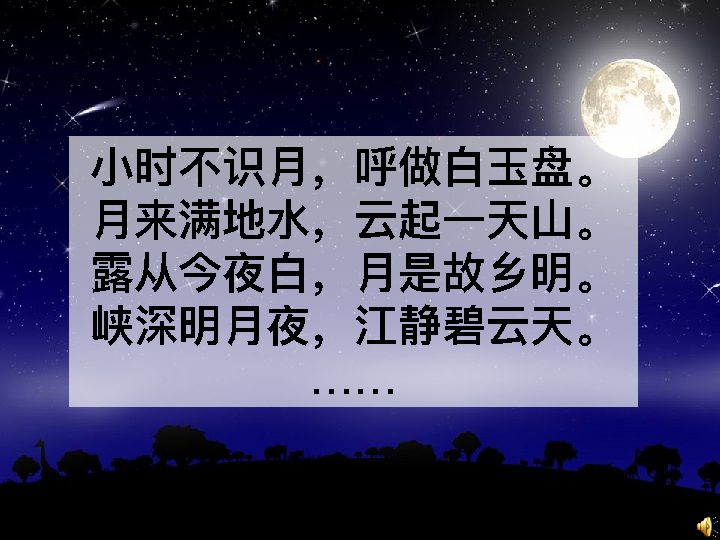 小时不识月，呼做白玉盘。
月来满地水，云起一天山。
露从今夜白，月是故乡明。
峡深明月夜，江静碧云天。
……